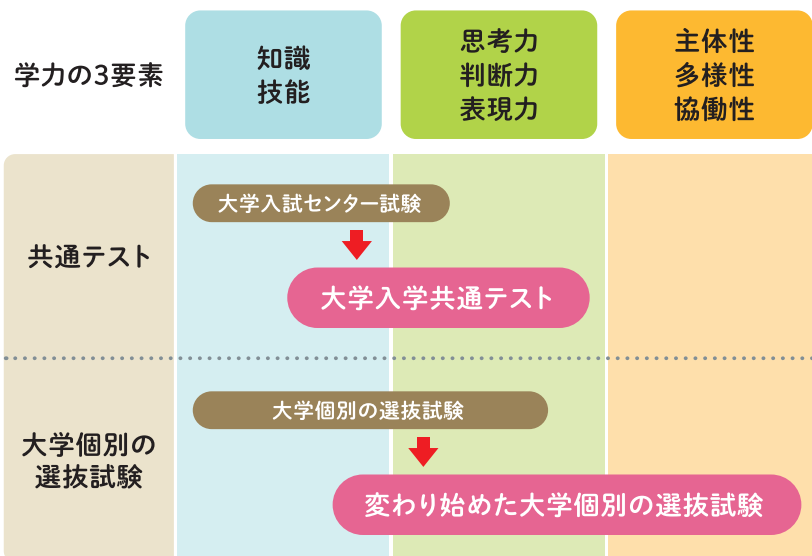 学力の3要素
知識
技能
思考力
判断力
表現力
主体性
多様性
協働性
共通テスト
大学入試センター試験
大学入学共通テスト
大学個別の
選抜試験
大学個別の選抜試験
変わり始めた大学個別の選抜試験